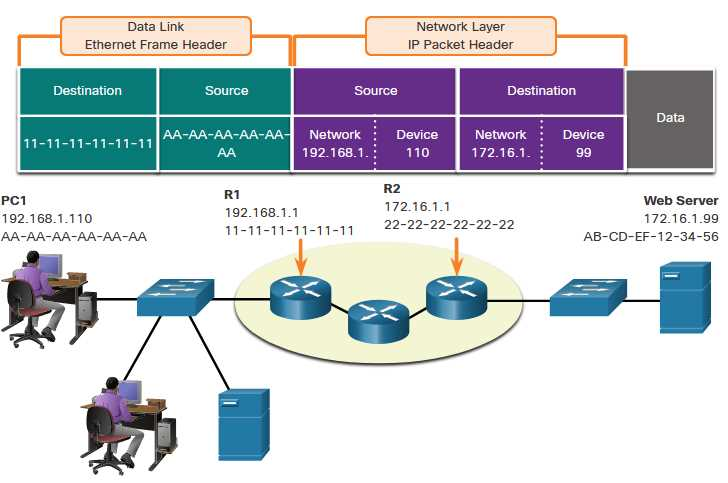 Data Link
Ethernet Frame Header
Network Layer
IP Packet Header
Destination
Source
Source
Destination
Data
11-11-11-11-11-11
AA-AA-AA-AA-AA-
AA
Network
192.168.1.
Device
110
Network
172.16.1.
Device
99
PC1
192.168.1.110
AA-AA-AA-AA-AA-AA
R1
192.168.1.1
11-11-11-11-11-11
R2
172.16.1.1
22-22-22-22-22-22
Web Server
172.16.1.99
AB-CD-EF-12-34-56